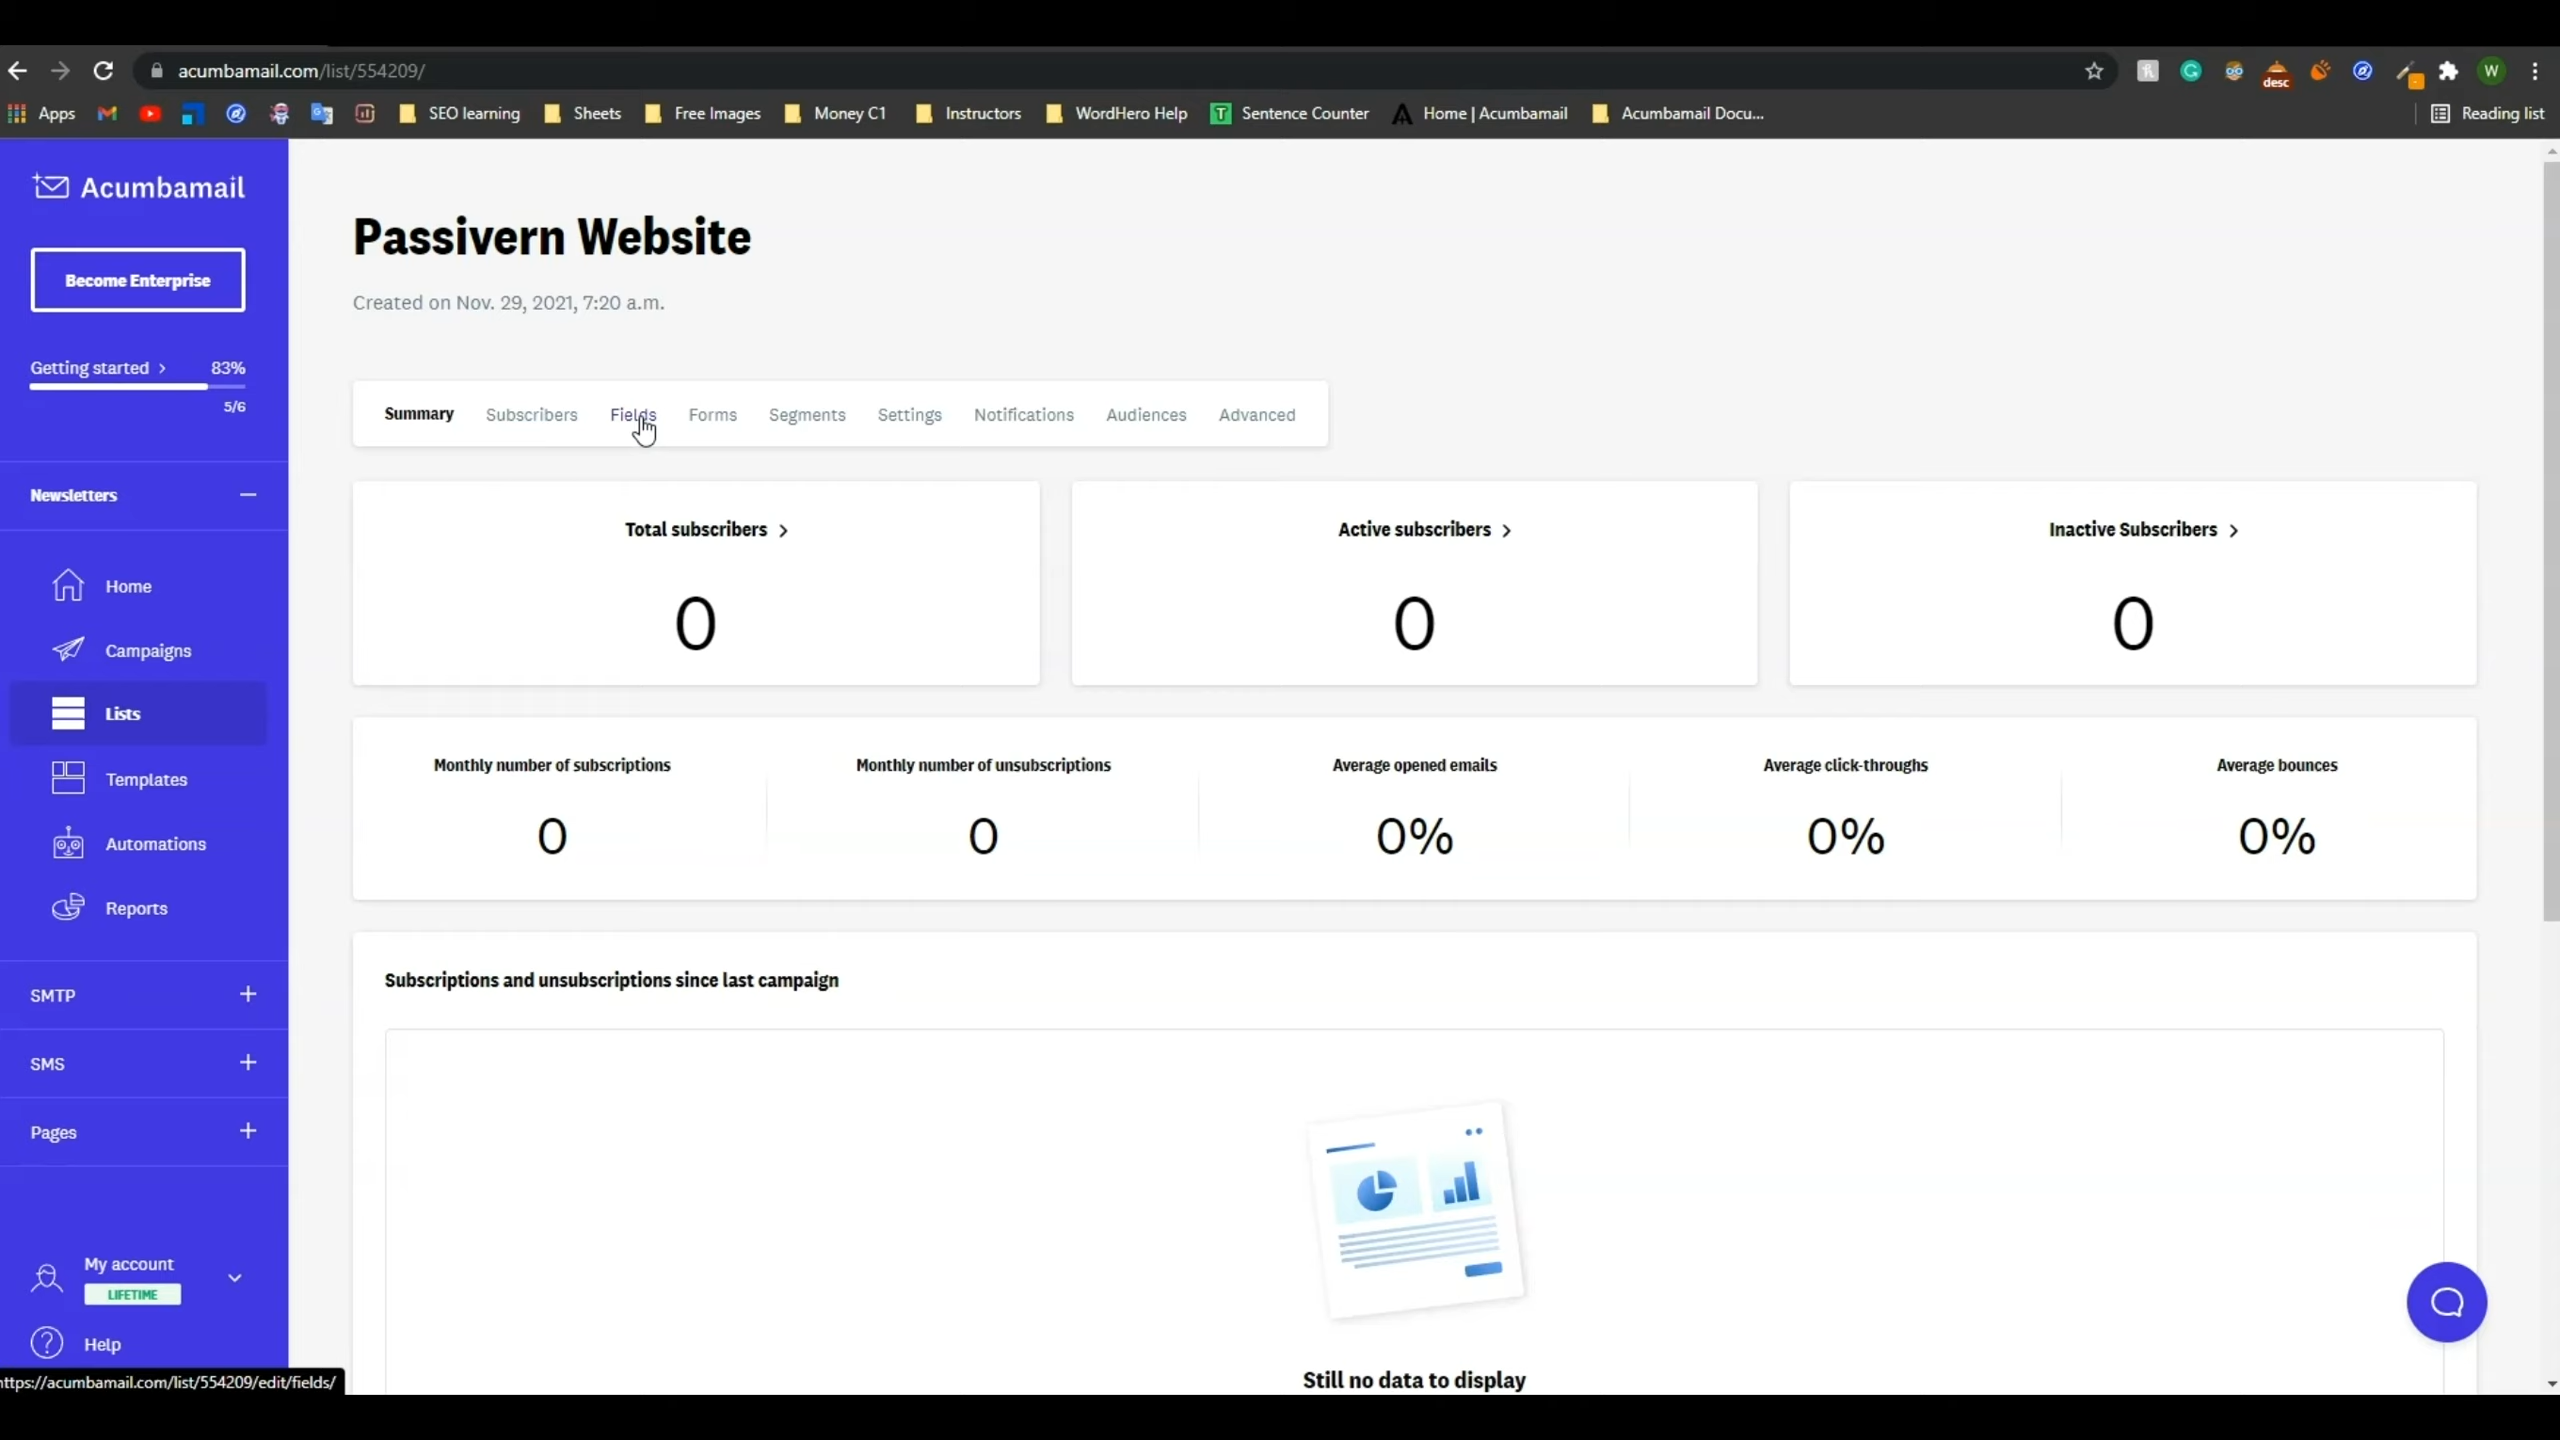 acumbamail.com/list/554209/
desc
W
Apps
SEO learning
Sheets
Free Images
Money C1
Instructors
WordHero Help
T
Sentence Counter
Home | Acumbamail
Acumbamail Docu...
Reading list
Acumbamail
Become Enterprise
Getting started > 83%
5/6
Newsletters
Home
Campaigns
Lists
Templates
Automations
Reports
SMTP +
SMS +
Pages +
My account
LIFETIME
? Help
ttps://acumbamail.com/list/554209/edit/fields/
Passivern Website
Created on Nov. 29, 2021, 7:20 a.m.
Summary Subscribers Fields Forms Segments Settings Notifications Audiences Advanced
Total subscribers >
0
Active subscribers >
0
Inactive Subscribers >
0
Monthly number of subscriptions
0
Monthly number of unsubscriptions
0
Average opened emails
0%
Average click-throughs
0%
Average bounces
0%
Subscriptions and unsubscriptions since last campaign
Still no data to display